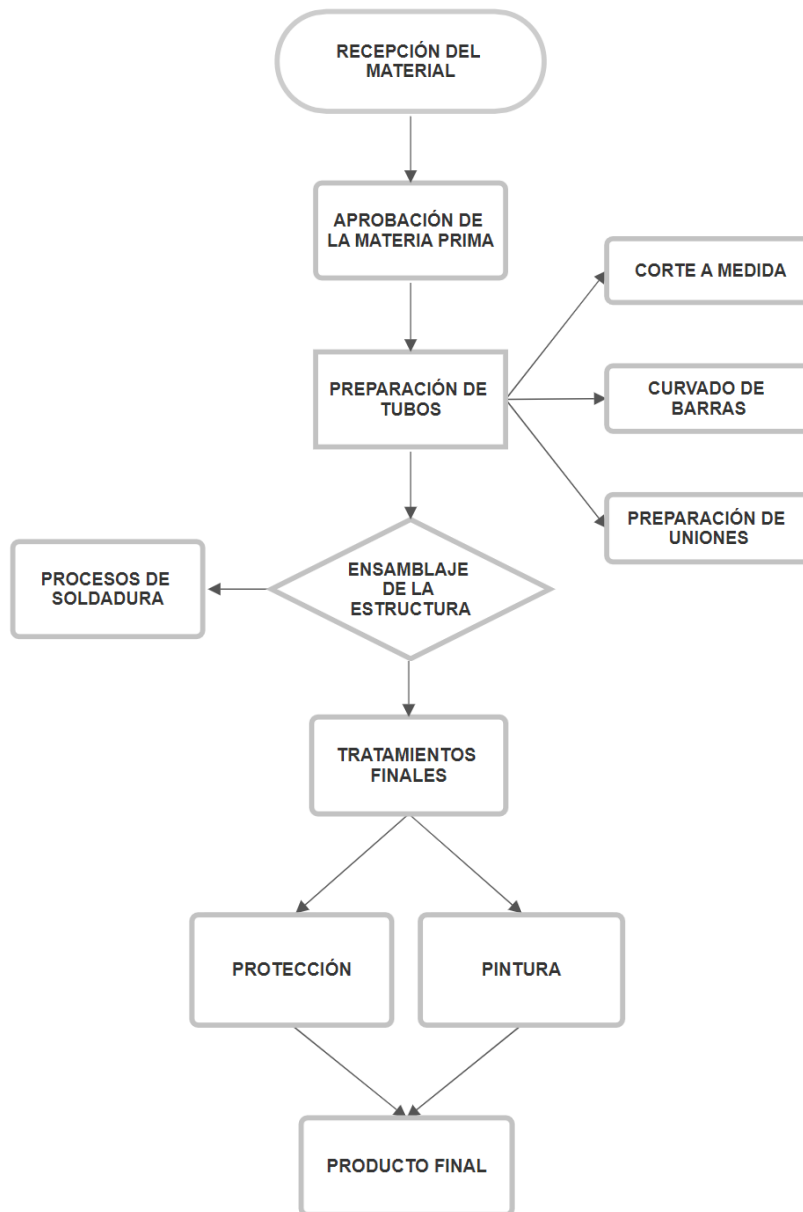 RECEPCIÓN DEL
MATERIAL
APROBACIÓN DE
LA MATERIA PRIMA
CORTE A MEDIDA
PREPARACIÓN DE
TUBOS
CURVADO DE
BARRAS
PREPARACIÓN DE
UNIONES
PROCESOS DE
SOLDADURA
ENSAMBLAJE
DE LA
ESTRUCTURA
TRATAMIENTOS
FINALES
PROTECCIÓN
PINTURA
PRODUCTO FINAL